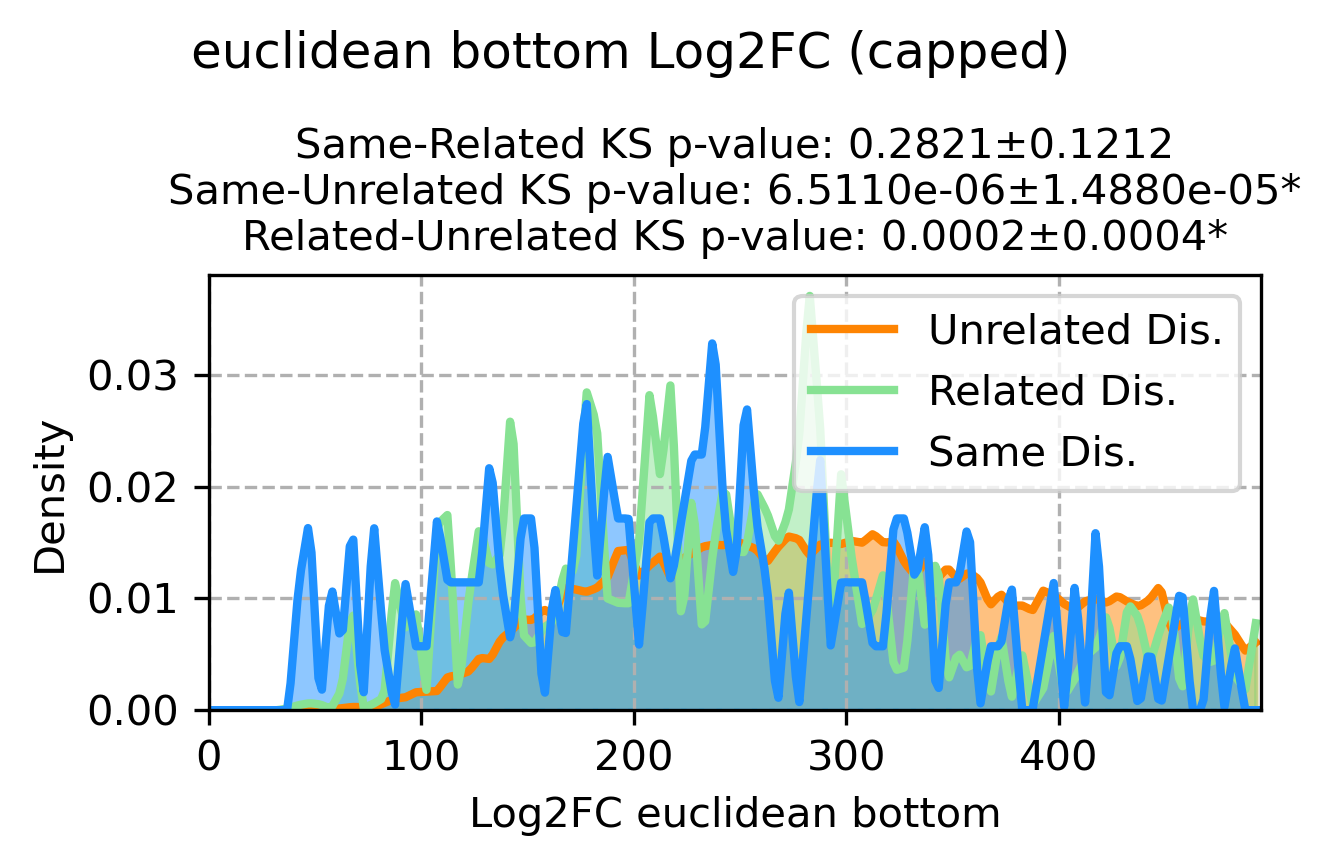 euclidean bottom Log2FC (capped)
Same-Related KS p-value: 0.2821±0.1212
Same-Unrelated KS p-value: 6.5110e-06±1.4880e-05*
Related-Unrelated KS p-value: 0.0002±0.0004*
Unrelated Dis.
Related Dis.
Same Dis.
Density
0.03
0.02
0.01
0.00
0
100
200
300
400
Log2FC euclidean bottom